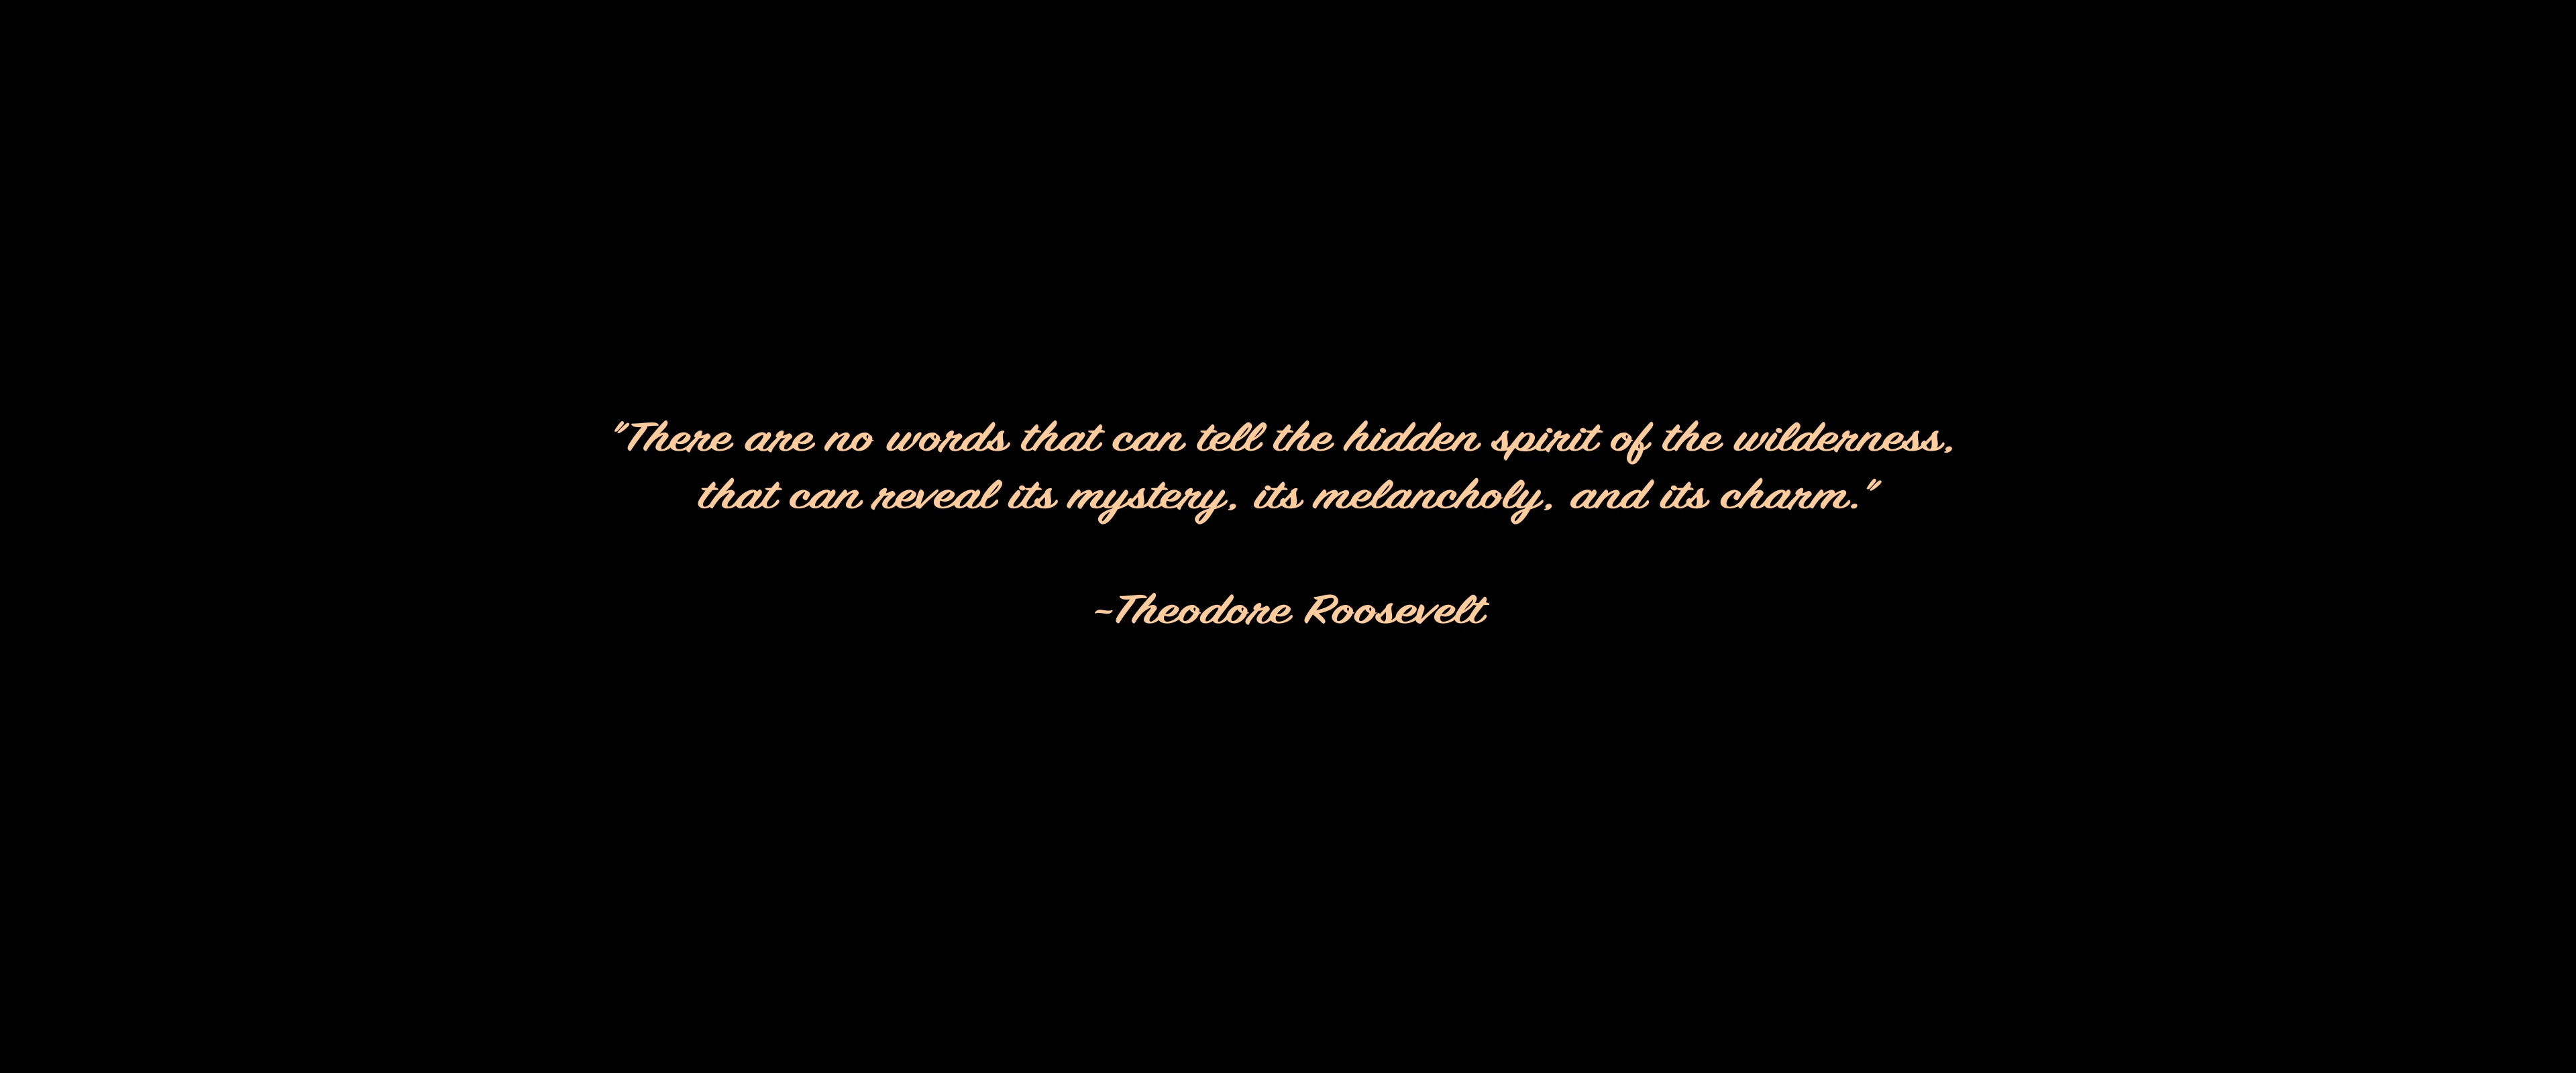 "There are no words that can tell the hidden spirit of the wilderness,
that can reveal its mystery, its melancholy, and its charm."
~Theodore Roosevelt